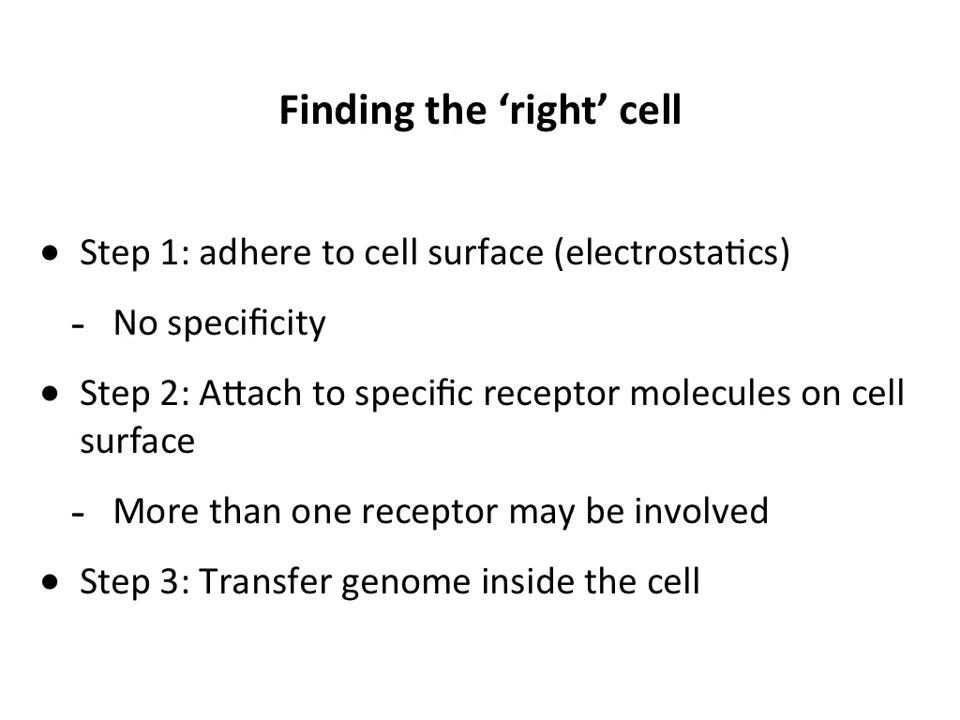 Finding the ‘right’ cell
• Step 1: adhere to cell surface (electrostatics)
- No specificity
• Step 2: Attach to specific receptor molecules on cell
surface
- More than one receptor may be involved
• Step 3: Transfer genome inside the cell